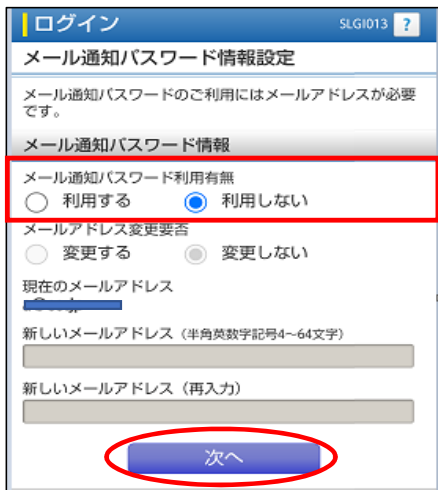 ログイン
SLGI013 ?
メール通知パスワード情報設定
メール通知パスワードのご利用にはメールアドレスが必要
です。
メール通知パスワード情報
メール通知パスワード利用有無
利用する 利用しない
メールアドレス変更要否
変更する 変更しない
現在のメールアドレス
新しいメールアドレス（半角英数字記号4~64文字）
新しいメールアドレス（再入力）
次へ